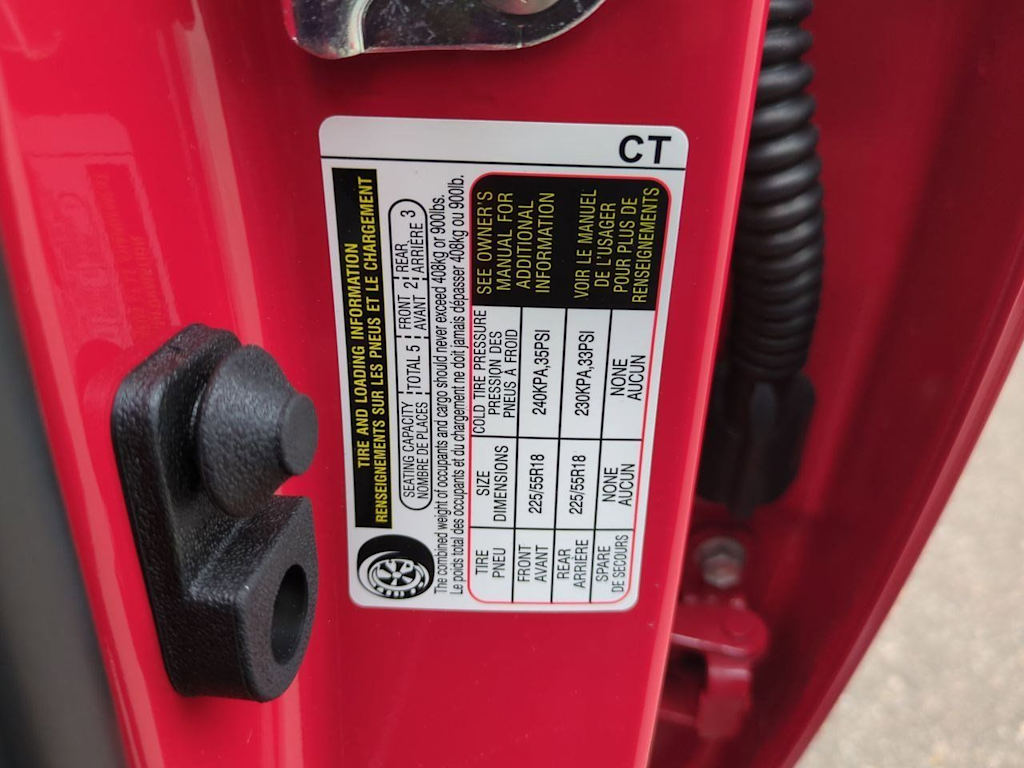 CT
TIRE AND LOADING INFORMATION
RENSEIGNEMENTS SUR LES PNEUS ET LE CHARGEMENT
SEATING CAPACITY TOTAL 5 FRONT 2 REAR 3
NOMBRE DE PLACES AVANT ARRIÈRE
The combined weight of occupants and cargo should never exceed 408kg or 900lbs.
Le poids total des occupants et du chargement ne doit jamais dépasser 408kg ou 900lb.
TIRE SIZE COLD TIRE PRESSURE
PNEU DIMENSIONS PRESSION DES
PNEUS À FROID
FRONT 225/55R18 240KPA,35PSI
AVANT
REAR 225/55R18 230KPA,33PSI
ARRIÈRE
SPARE NONE NONE
DE SECOURS AUCUN AUCUN
SEE OWNER'S
MANUAL FOR
ADDITIONAL
INFORMATION
VOIR LE MANUEL
DE L'USAGER
POUR PLUS DE
RENSEIGNEMENTS